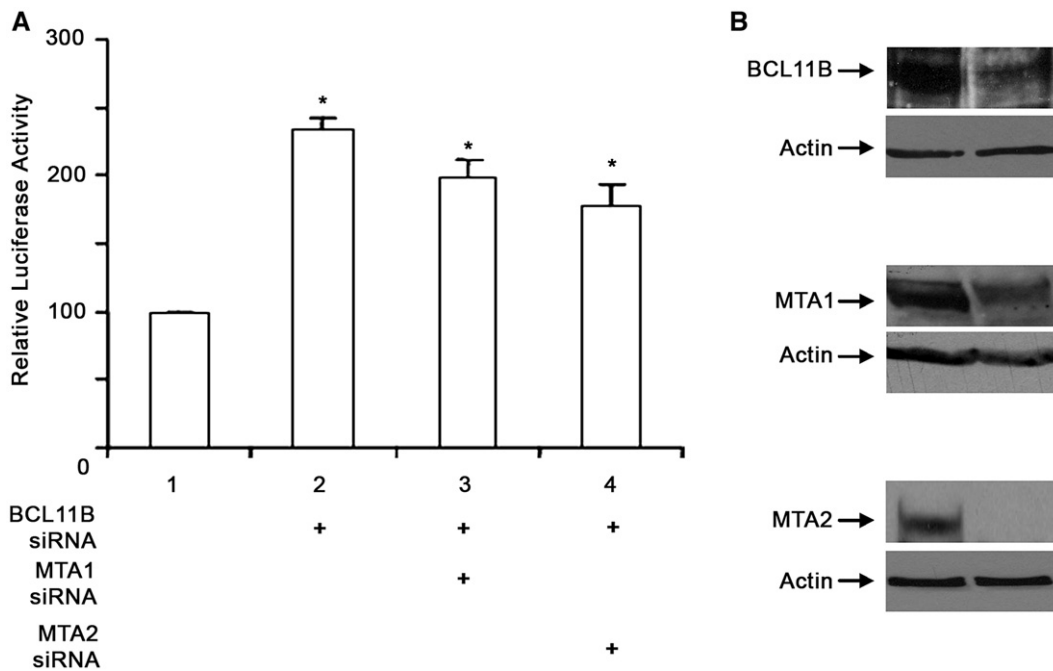 A
Relative Luciferase Activity
300
200
100
0
*
*
*
1 2 3 4
BCL11B siRNA + + +
MTA1 siRNA +
MTA2 siRNA +
B
BCL11B
Actin
MTA1
Actin
MTA2
Actin